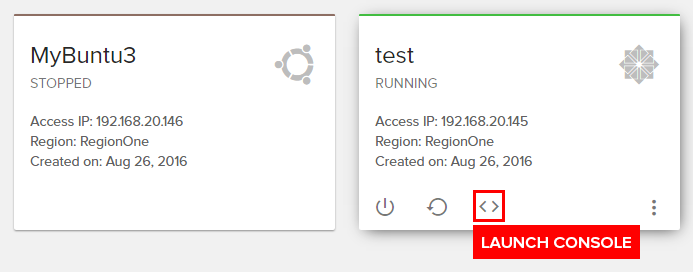 MyBuntu3
STOPPED
Access IP: 192.168.20.146
Region: RegionOne
Created on: Aug 26, 2016
test
RUNNING
Access IP: 192.168.20.145
Region: RegionOne
Created on: Aug 26, 2016
LAUNCH CONSOLE